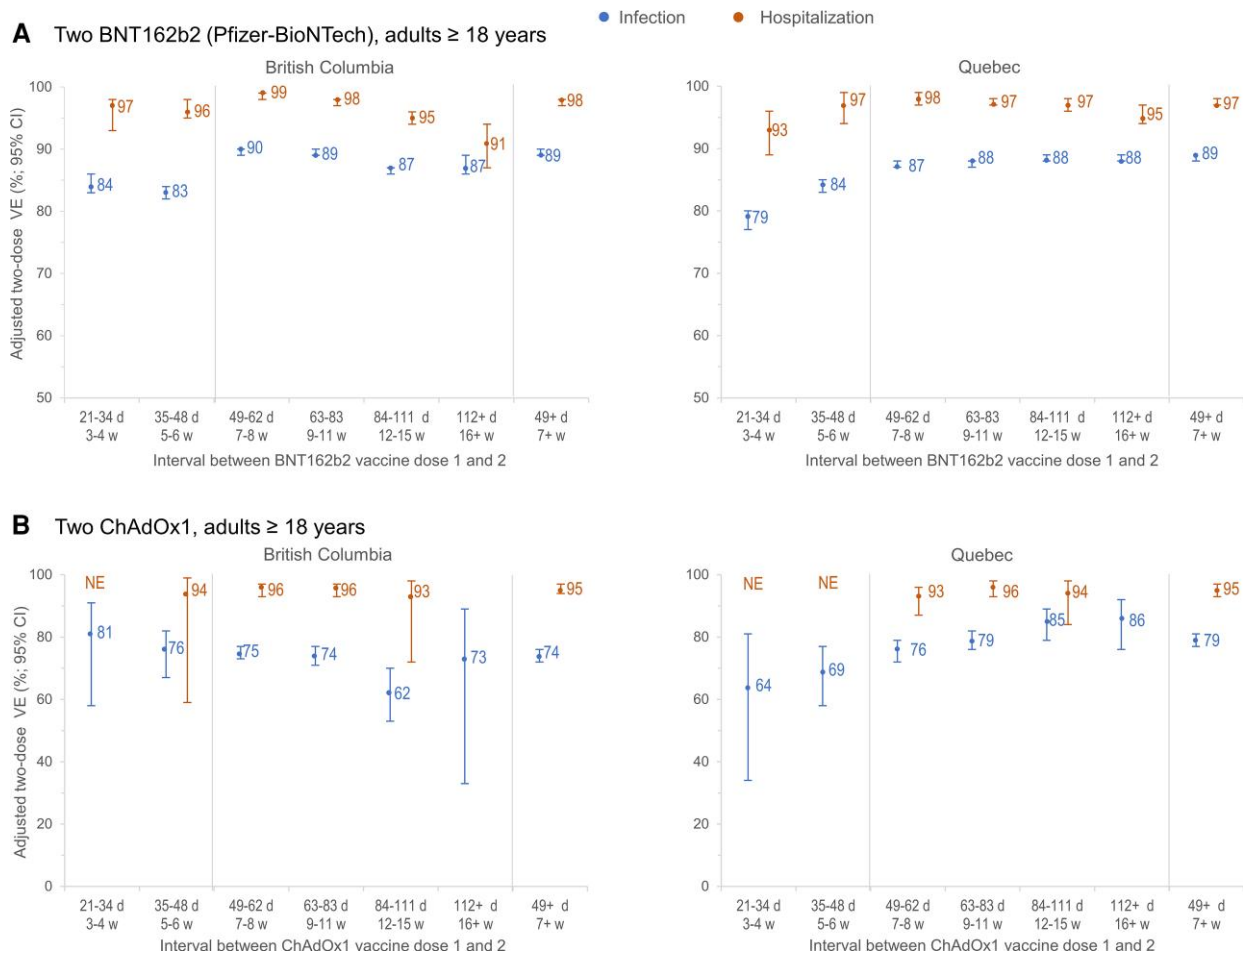 Infection Hospitalization
A Two BNT162b2 (Pfizer-BioNTech), adults ≥ 18 years
British Columbia
Adjusted two-dose VE (%; 95% CI)
100
90
80
70
60
50
97 96 99 98 95 91 98
84 83 90 89 87 87 89
21-34 d 35-48 d 49-62 d 63-83 84-111 d 112+ d 49+ d
3-4 w 5-6 w 7-8 w 9-11 w 12-15 w 16+ w 7+ w
Interval between BNT162b2 vaccine dose 1 and 2
Quebec
100
90
80
70
60
50
93 97 98 97 97 95 97
79 84 87 88 88 88 89
21-34 d 35-48 d 49-62 d 63-83 84-111 d 112+ d 49+ d
3-4 w 5-6 w 7-8 w 9-11 w 12-15 w 16+ w 7+ w
Interval between BNT162b2 vaccine dose 1 and 2
B Two ChAdOx1, adults ≥ 18 years
British Columbia
Adjusted two-dose VE (%; 95% CI)
100
80
60
40
20
0
NE 94 96 96 93 95
81 76 75 74 62 73 74
21-34 d 35-48 d 49-62 d 63-83 d 84-111 d 112+ d 49+ d
3-4 w 5-6 w 7-8 w 9-11 w 12-15 w 16+ w 7+ w
Interval between ChAdOx1 vaccine dose 1 and 2
Quebec
100
80
60
40
20
0
NE NE 93 96 94 95
64 69 76 79 85 86 79
21-34 d 35-48 d 49-62 d 63-83 d 84-111 d 112+ d 49+ d
3-4 w 5-6 w 7-8 w 9-11 w 12-15 w 16+ w 7+ w
Interval between ChAdOx1 vaccine dose 1 and 2